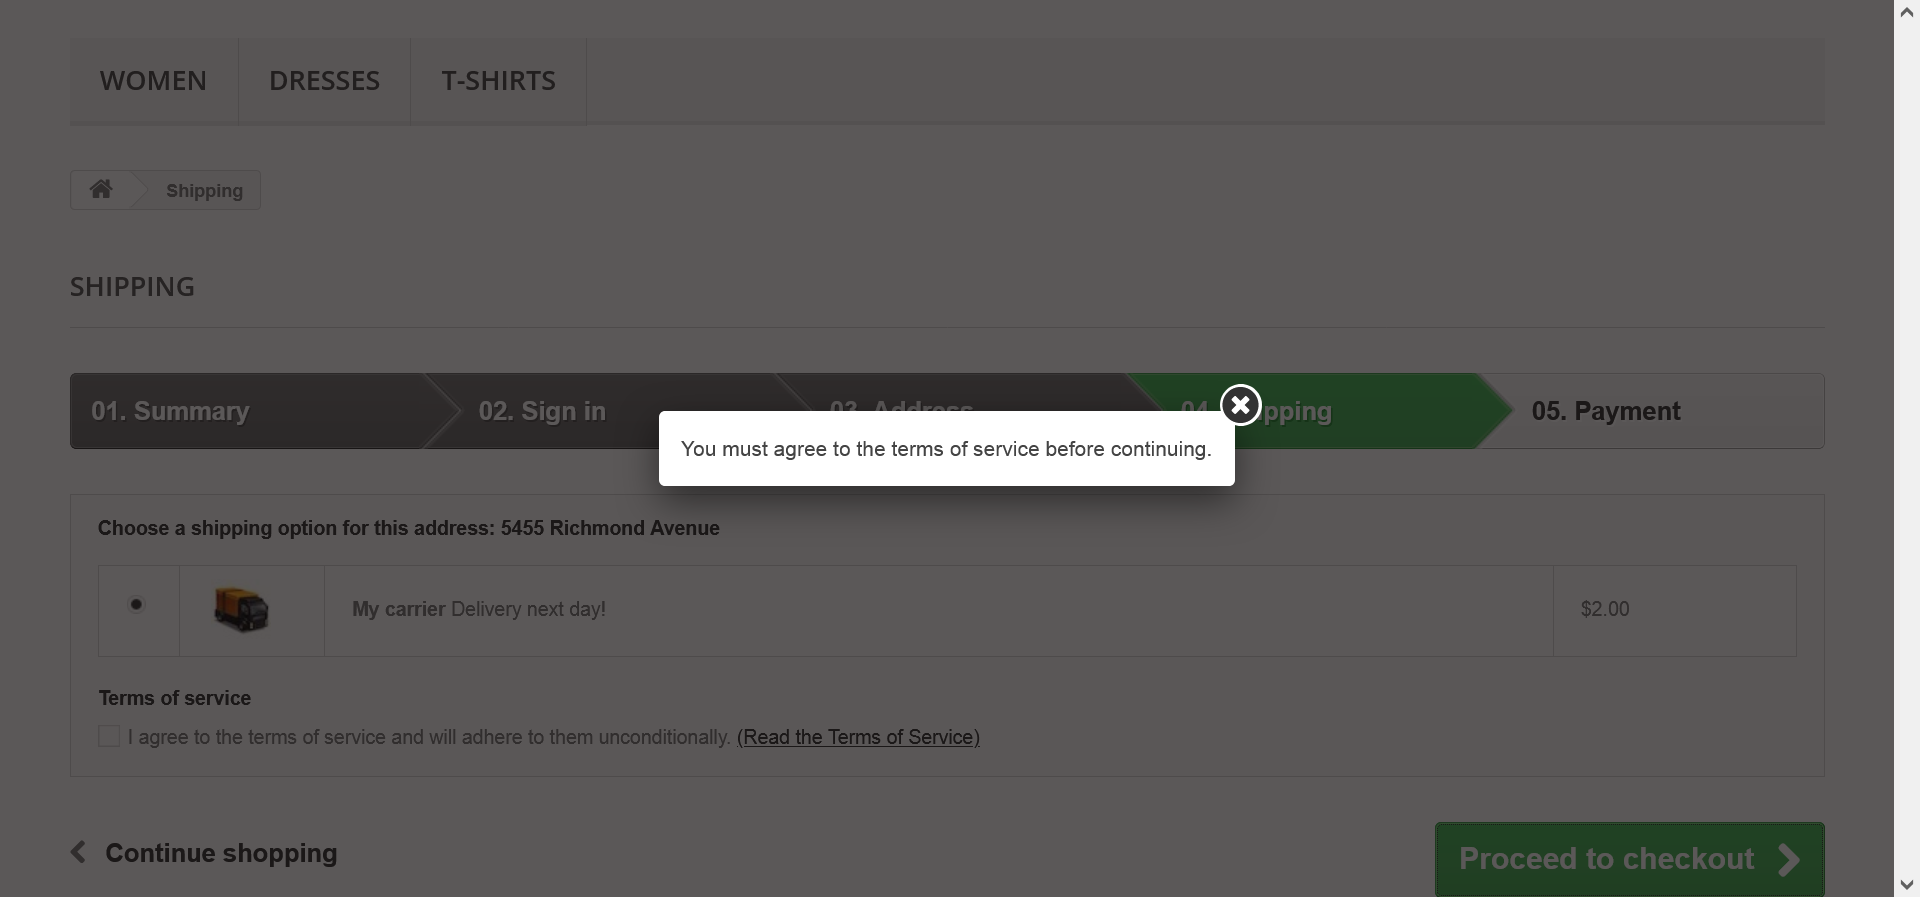 WOMEN
DRESSES
T-SHIRTS
Shipping
SHIPPING
01. Summary
02. Sign in
03. Address
05. Payment
You must agree to the terms of service before continuing.
Choose a shipping option for this address: 5455 Richmond Avenue
My carrier Delivery next day!
$2.00
Terms of service
I agree to the terms of service and will adhere to them unconditionally. (Read the Terms of Service)
Continue shopping
Proceed to checkout